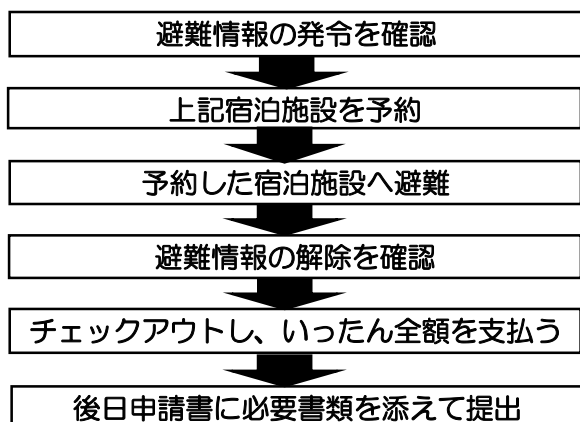 避難情報の発令を確認
上記宿泊施設を予約
予約した宿泊施設へ避難
避難情報の解除を確認
チェックアウトし、いったん全額を支払う
後日申請書に必要書類を添えて提出